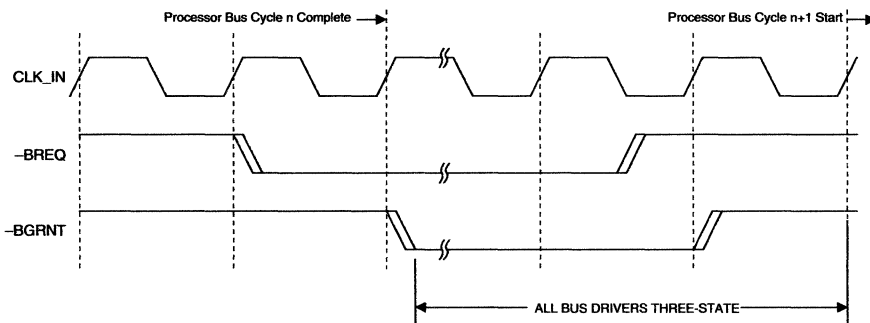 Processor Bus Cycle n Complete
Processor Bus Cycle n+1 Start
CLK_IN
–BREQ
–BGRNT
ALL BUS DRIVERS THREE-STATE